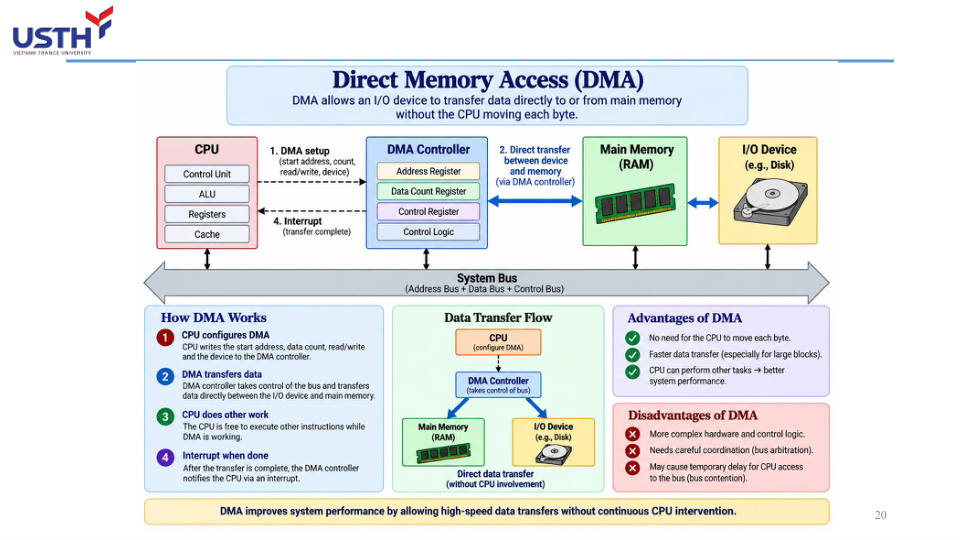 USTH
VIETNAM FRANCE UNIVERSITY
Direct Memory Access (DMA)
DMA allows an I/O device to transfer data directly to or from main memory
without the CPU moving each byte.
CPU
Control Unit
ALU
Registers
Cache
1. DMA setup
(start address, count,
read/write, device)
4. Interrupt
(transfer complete)
DMA Controller
Address Register
Data Count Register
Control Register
Control Logic
2. Direct transfer
between device
and memory
(via DMA controller)
Main Memory
(RAM)
I/O Device
(e.g., Disk)
System Bus
(Address Bus + Data Bus + Control Bus)
How DMA Works
1 CPU configures DMA
CPU writes the start address, data count, read/write
and the device to the DMA controller.
2 DMA transfers data
DMA controller takes control of the bus and transfers
data directly between the I/O device and main memory.
3 CPU does other work
The CPU is free to execute other instructions while
DMA is working.
4 Interrupt when done
After the transfer is complete, the DMA controller
notifies the CPU via an interrupt.
Data Transfer Flow
CPU
(configure DMA)
DMA Controller
(takes control of bus)
Main Memory
(RAM)
I/O Device
(e.g., Disk)
Direct data transfer
(without CPU involvement)
Advantages of DMA
No need for the CPU to move each byte.
Faster data transfer (especially for large blocks).
CPU can perform other tasks → better
system performance.
Disadvantages of DMA
More complex hardware and control logic.
Needs careful coordination (bus arbitration).
May cause temporary delay for CPU access
to the bus (bus contention).
DMA improves system performance by allowing high-speed data transfers without continuous CPU intervention.
20